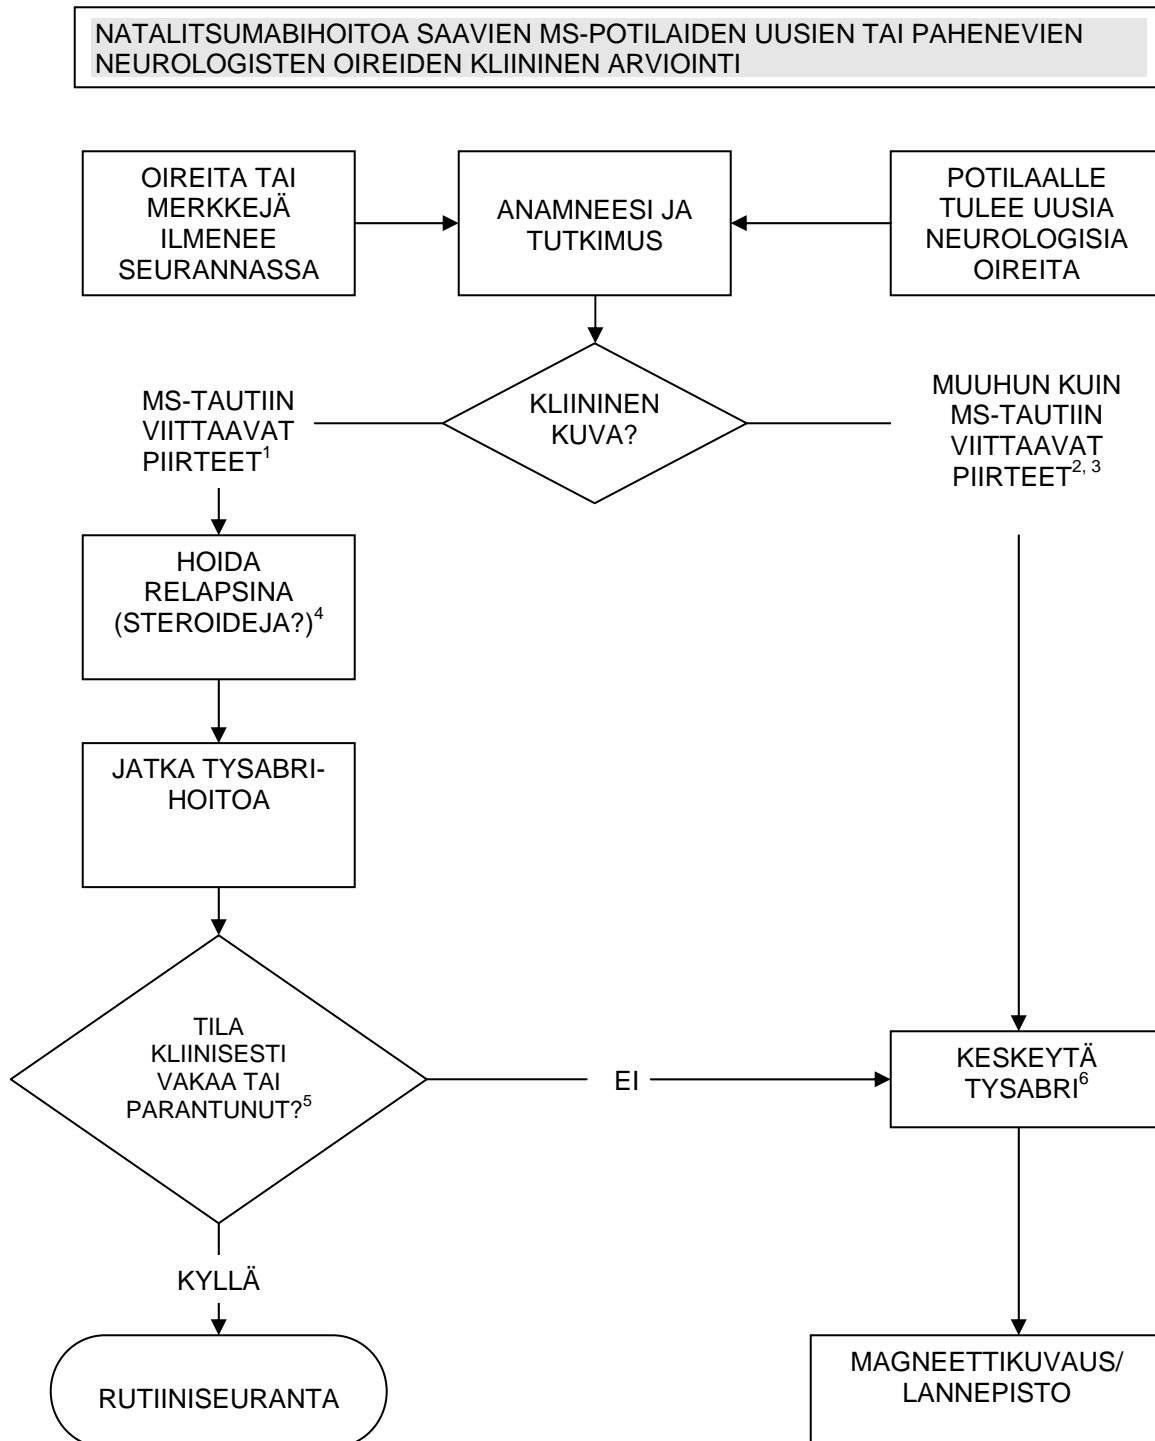 NATALITSUMABIHOITOA SAAVIEN MS-POTILAIDEN UUSIEN TAI PAHENEVIEN
NEUROLOGISTEN OIREIDEN KLIININEN ARVIOINTI
OIREITA TAI
MERKKEJÄ
ILMENEE
SEURANNASSA
ANAMNEESI JA
TUTKIMUS
POTILAALLE
TULEE UUSIA
NEUROLOGISIA
OIREITA
MS-TAUTIIN
VIITTAAVAT
PIIRTEET1
KLIININEN
KUVA?
MUUHUN KUIN
MS-TAUTIIN
VIITTAAVAT
PIIRTEET2, 3
HOIDA
RELAPSINA
(STEROIDEJA?)4
JATKA TYSABRI-
HOITOA
TILA
KLIINISESTI
VAKAA TAI
PARANTUNUT?5
EI
KESKEYTÄ
TYSABRI6
KYLLÄ
RUTIINISEURANTA
MAGNEETTIKUVAUS/
LANNEPISTO